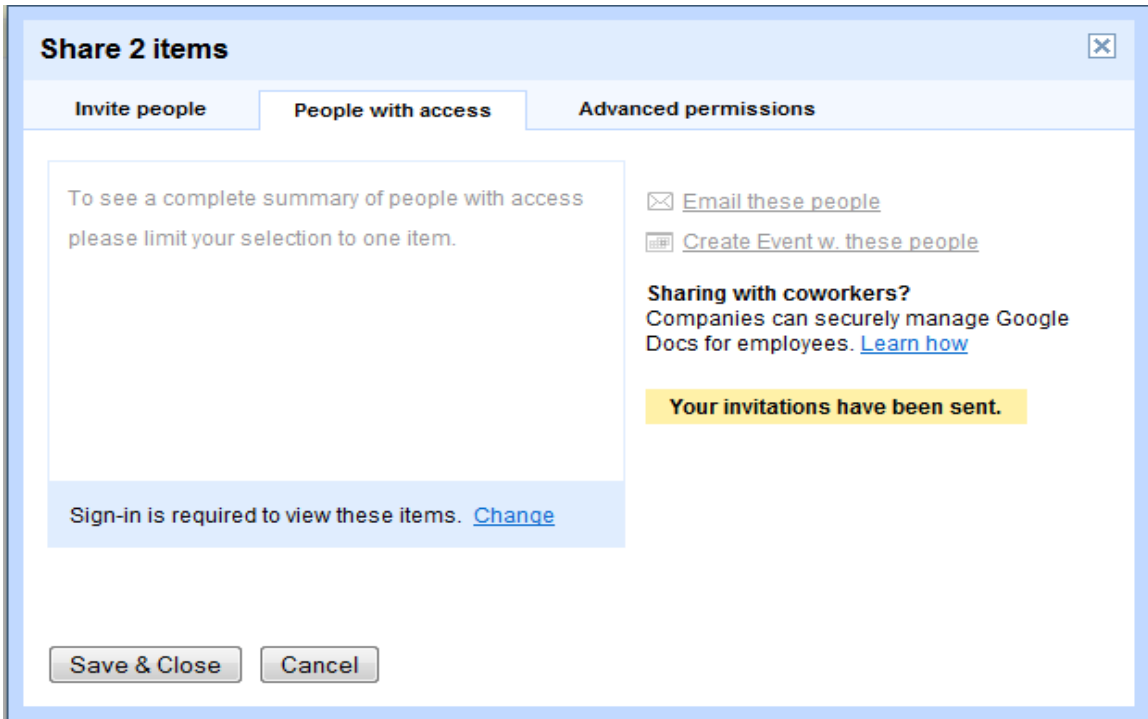 Share 2 items
Invite people
People with access
Advanced permissions
To see a complete summary of people with access
please limit your selection to one item.
Sign-in is required to view these items. Change
Email these people
Create Event w. these people
Sharing with coworkers?
Companies can securely manage Google
Docs for employees. Learn how
Your invitations have been sent.
Save & Close
Cancel